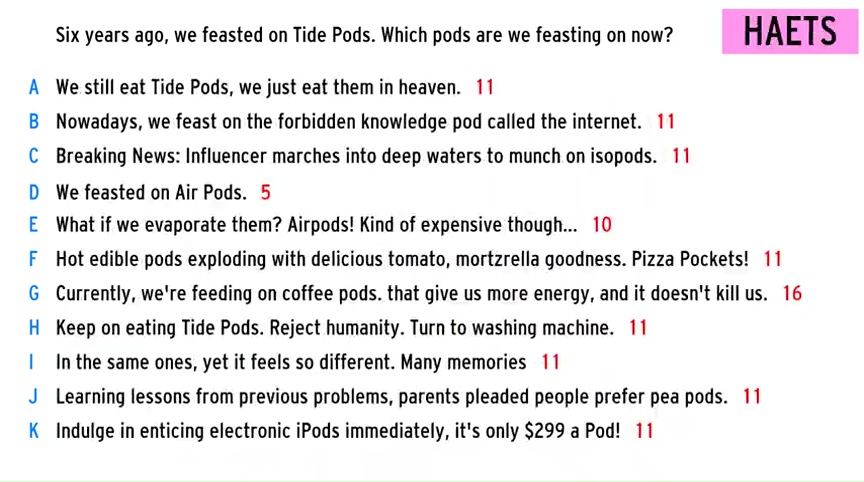 Six years ago, we feasted on Tide Pods. Which pods are we feasting on now?
HAETS
A We still eat Tide Pods, we just eat them in heaven. 11
B Nowadays, we feast on the forbidden knowledge pod called the internet. 11
C Breaking News: Influencer marches into deep waters to munch on isopods. 11
D We feasted on Air Pods. 5
E What if we evaporate them? Airpods! Kind of expensive though... 10
F Hot edible pods exploding with delicious tomato, mortzrella goodness. Pizza Pockets! 11
G Currently, we're feeding on coffee pods. that give us more energy, and it doesn't kill us. 16
H Keep on eating Tide Pods. Reject humanity. Turn to washing machine. 11
I In the same ones, yet it feels so different. Many memories 11
J Learning lessons from previous problems, parents pleaded people prefer pea pods. 11
K Indulge in enticing electronic iPods immediately, it's only $299 a Pod! 11